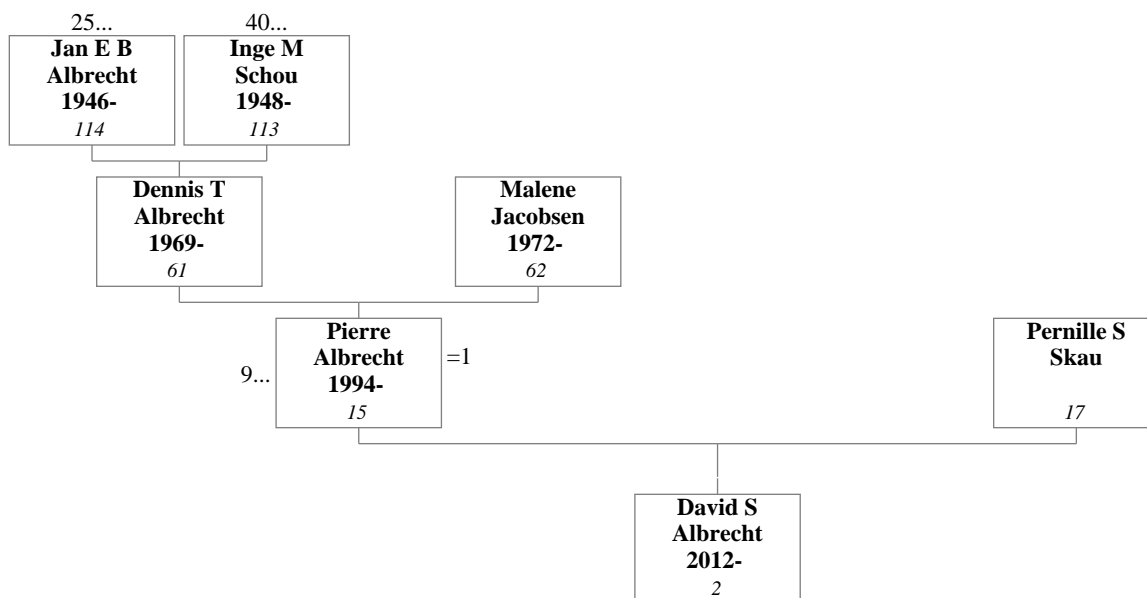 25...
40...
Jan E B
Albrecht
1946-
114
Inge M
Schou
1948-
113
Dennis T
Albrecht
1969-
61
Malene
Jacobsen
1972-
62
9...
Pierre
Albrecht
1994-
15
=1
Pernille S
Skau
17
David S
Albrecht
2012-
2